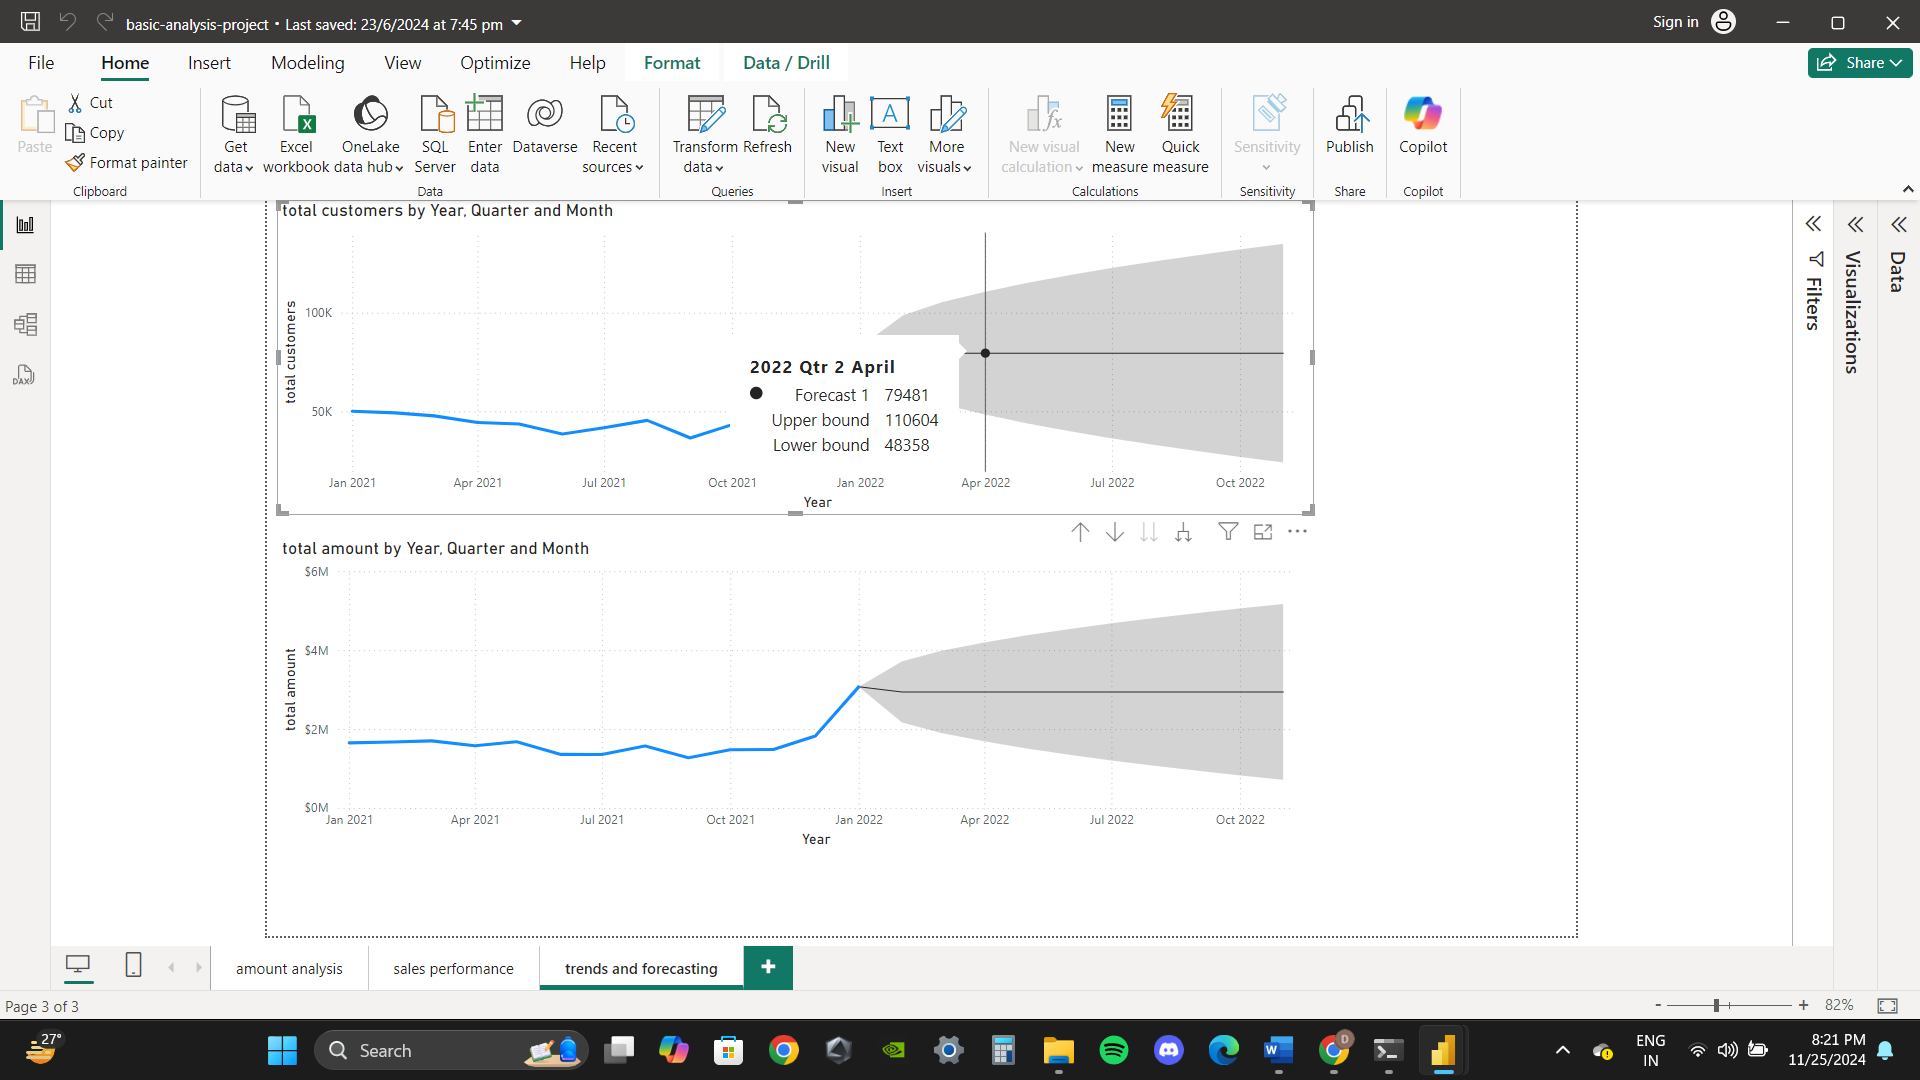 basic-analysis-project • Last saved: 23/6/2024 at 7:45 pm
Sign in
File Home Insert Modeling View Optimize Help Format Data / Drill
Share
Paste
Cut
Copy
Format painter
Clipboard
Get data
Excel workbook
OneLake data hub
SQL Server
Enter data
Dataverse
Recent sources
Data
Transform data
Refresh
Queries
New visual
Text box
More visuals
Insert
New visual calculation
New measure
Quick measure
Calculations
Sensitivity
Sensitivity
Publish
Share
Copilot
Copilot
total customers by Year, Quarter and Month
total customers
100K
50K
2022 Qtr 2 April
Forecast 1 79481
Upper bound 110604
Lower bound 48358
Jan 2021 Apr 2021 Jul 2021 Oct 2021 Jan 2022 Apr 2022 Jul 2022 Oct 2022
Year
total amount by Year, Quarter and Month
total amount
$6M
$4M
$2M
$0M
Jan 2021 Apr 2021 Jul 2021 Oct 2021 Jan 2022 Apr 2022 Jul 2022 Oct 2022
Year
Filters
Visualizations
Data
DAX
amount analysis
sales performance
trends and forecasting
Page 3 of 3
- + 82%
27°
Search
ENG
IN
8:21 PM
11/25/2024